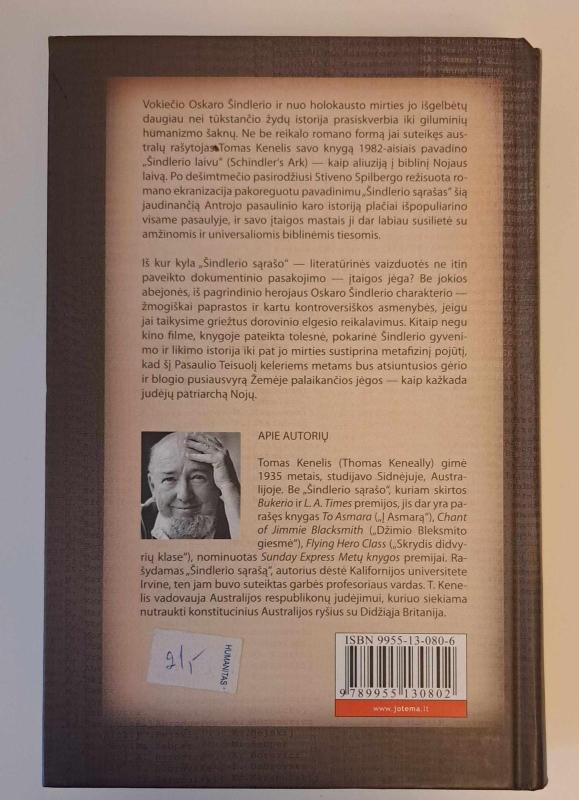 Vokiečio Oskaro Šindlerio ir nuo holokausto mirties jo išgelbėtų
daugiau nei tūkstančio žydų istorija prasiskverbia iki giluminių
humanizmo šaknų. Ne be reikalo romano formą jai suteikęs aus-
tralų rašytojas Tomas Kenelis savo knygą 1982-aisiais pavadino
„Šindlerio laivu“ (Schindler's Ark) — kaip aliuziją į biblinį Nojaus
laivą. Po dešimtmečio pasirodžiusi Stiveno Spilbergo režisuota ro-
mano ekranizacija pakoreguotu pavadinimu „Šindlerio sąrašas“ šią
jaudinančią Antrojo pasaulinio karo istoriją plačiai išpopuliarino
visame pasaulyje, ir savo įtaigos mastais ji dar labiau susilietė su
amžinomis ir universaliomis biblinėmis tiesomis.
Iš kur kyla „Šindlerio sąrašo“ — literatūrinės vaizduotės ne itin
paveikto dokumentinio pasakojimo — įtaigos jėga? Be jokios
abejonės, iš pagrindinio herojaus Oskaro Šindlerio charakterio —
žmogiškai paprastos ir kartu kontroversiškos asmenybės, jeigu
jai taikysime griežtus dorovinio elgesio reikalavimus. Kitaip negu
kino filme, knygoje pateikta tolesnė, pokarinė Šindlerio gyveni-
mo ir likimo istorija iki pat jo mirties sustiprina metafizinį pojūtį,
kad šį Pasaulio Teisuolį keleriems metams bus atsiuntusios gėrio
ir blogio pusiausvyrą Žemėje palaikančios jėgos — kaip kažkada
judėjų patriarchą Nojų.
APIE AUTORIŲ
Tomas Kenelis (Thomas Keneally) gimė
1935 metais, studijavo Sidnėjuje, Austra-
lijoje. Be „Šindlerio sąrašo“, kuriam skirtos
Bukerio ir L. A. Times premijos, jis dar yra pa-
rašęs knygas To Asmara („Į Asmarą“), Chant
of Jimmie Blacksmith („Džimio Bleksmito
giesmė“), Flying Hero Class („Skrydis didvy-
rių klase“), nominuotas Sunday Express Metų knygos premijai. Ra-
šydamas „Šindlerio sąrašą“, autorius dėstė Kalifornijos universitete
Irvine, ten jam buvo suteiktas garbės profesoriaus vardas. T. Kene-
lis vadovauja Australijos respublikonų judėjimui, kuriuo siekiama
nutraukti konstitucinius Australijos ryšius su Didžiąja Britanija.
21,-
HUMANITAS
ISBN 9955-13-080-6
9 789955 130802
www.jotema.lt